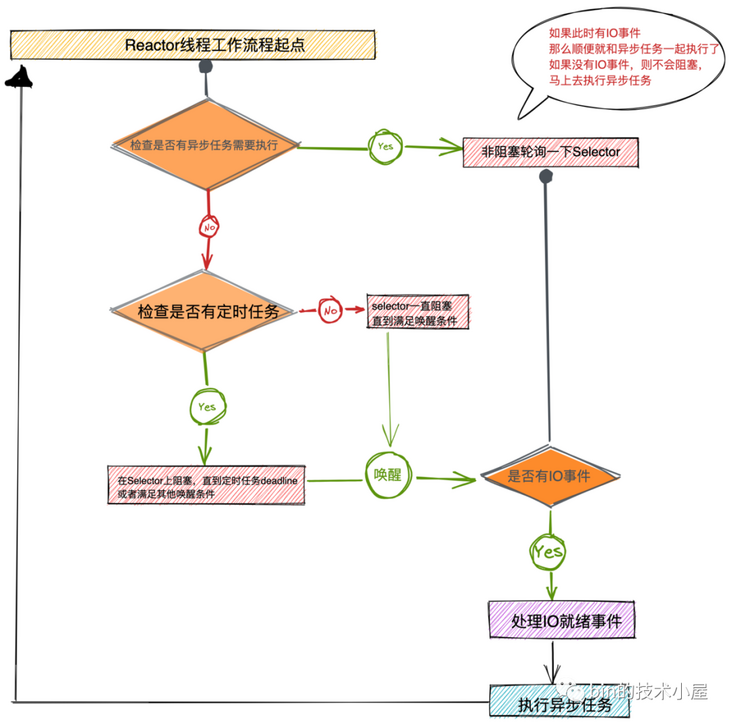 Reactor线程工作流程起点
如果此时有IO事件
那么顺便就和异步任务一起执行了
如果没有IO事件，则不会阻塞，
马上去执行异步任务
检查是否有异步任务需要执行
Yes
非阻塞轮询一下Selector
No
检查是否有定时任务
No
selector一直阻塞
直到满足唤醒条件
Yes
唤醒
在Selector上阻塞，直到定时任务deadline
或者满足其他唤醒条件
是否有IO事件
Yes
处理IO就绪事件
bin的技术小屋
执行异步任务